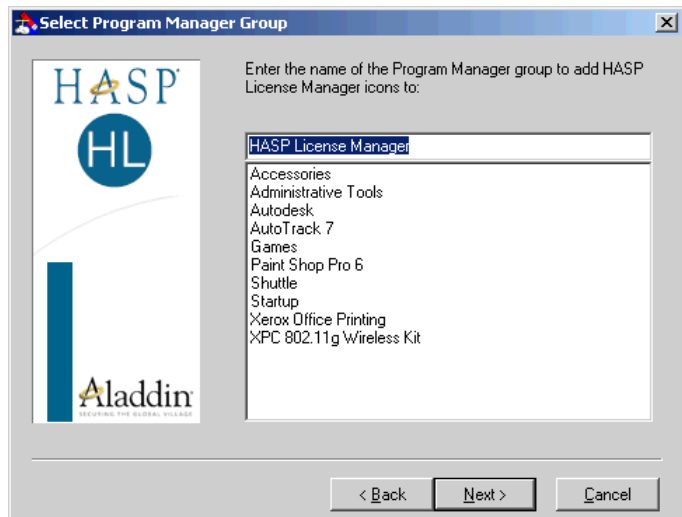 Select Program Manager Group
HASP
HL
Aladdin
SECURING THE GLOBAL VILLAGE
Enter the name of the Program Manager group to add HASP
License Manager icons to:
HASP License Manager
Accessories
Administrative Tools
Autodesk
AutoTrack 7
Games
Paint Shop Pro 6
Shuttle
Startup
Xerox Office Printing
XPC 802.11g Wireless Kit
< Back
Next >
Cancel